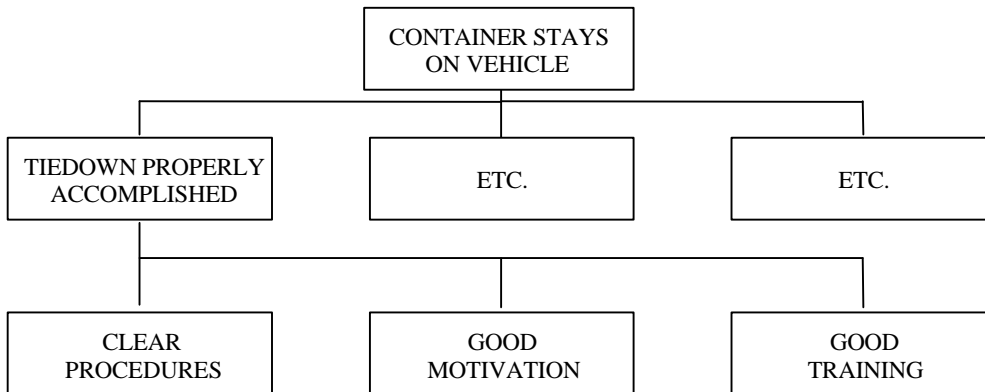 CONTAINER STAYS
ON VEHICLE
TIEDOWN PROPERLY
ACCOMPLISHED
ETC.
ETC.
CLEAR
PROCEDURES
GOOD
MOTIVATION
GOOD
TRAINING